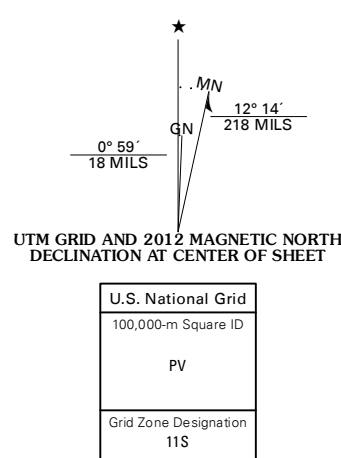 ★
MN
12° 14´
218 MILS
GN
0° 59´
18 MILS
UTM GRID AND 2012 MAGNETIC NORTH
DECLINATION AT CENTER OF SHEET
U.S. National Grid
100,000-m Square ID
PV
Grid Zone Designation
11S